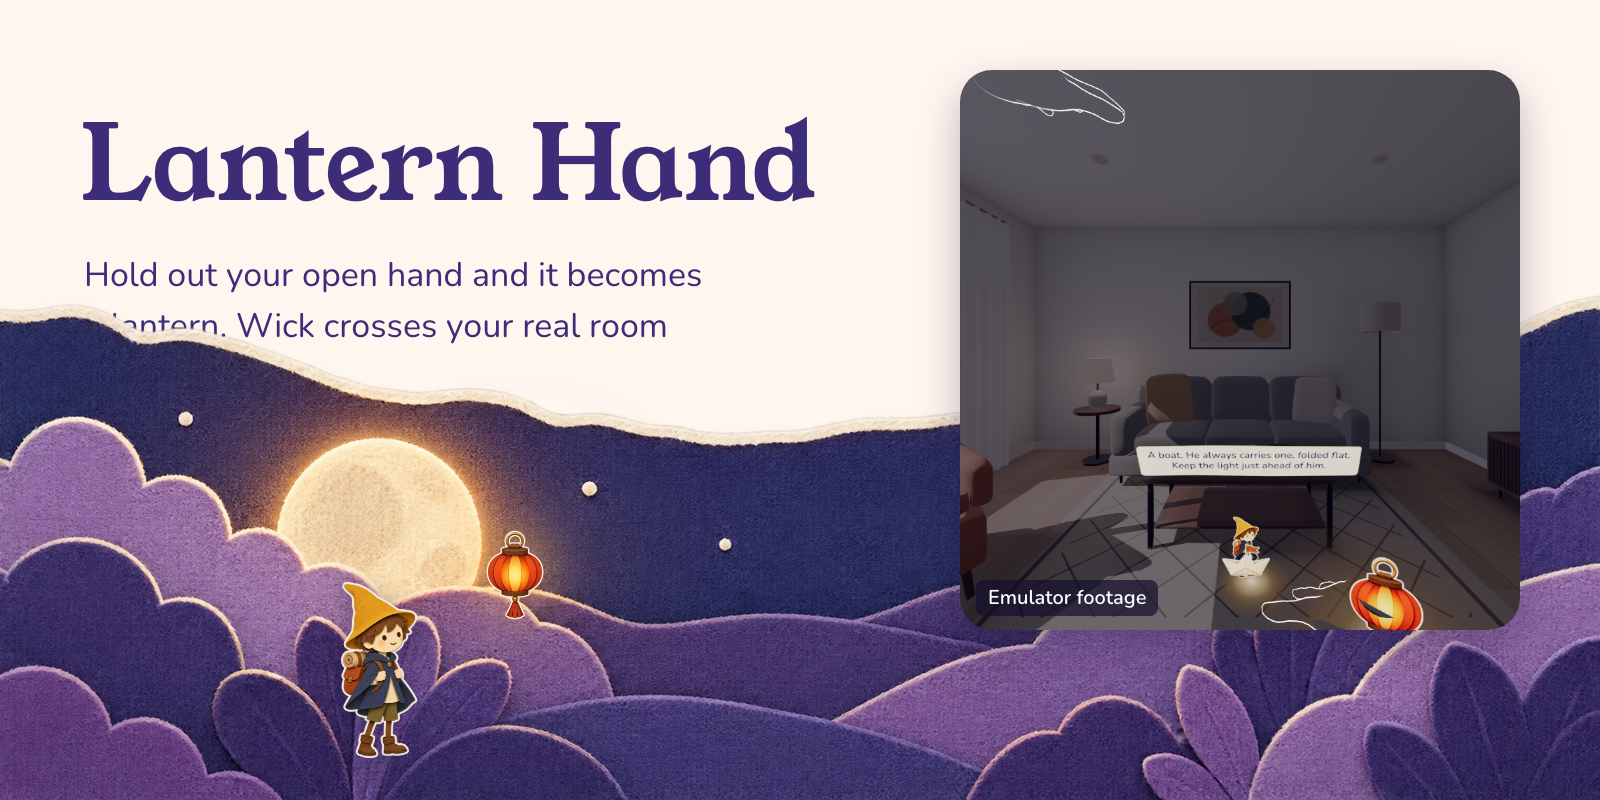 Lantern Hand
Hold out your open hand and it becomes
lantern. Wick crosses your real room
A boat. He always carries one, folded flat.
Keep the light just ahead of him.
Emulator footage